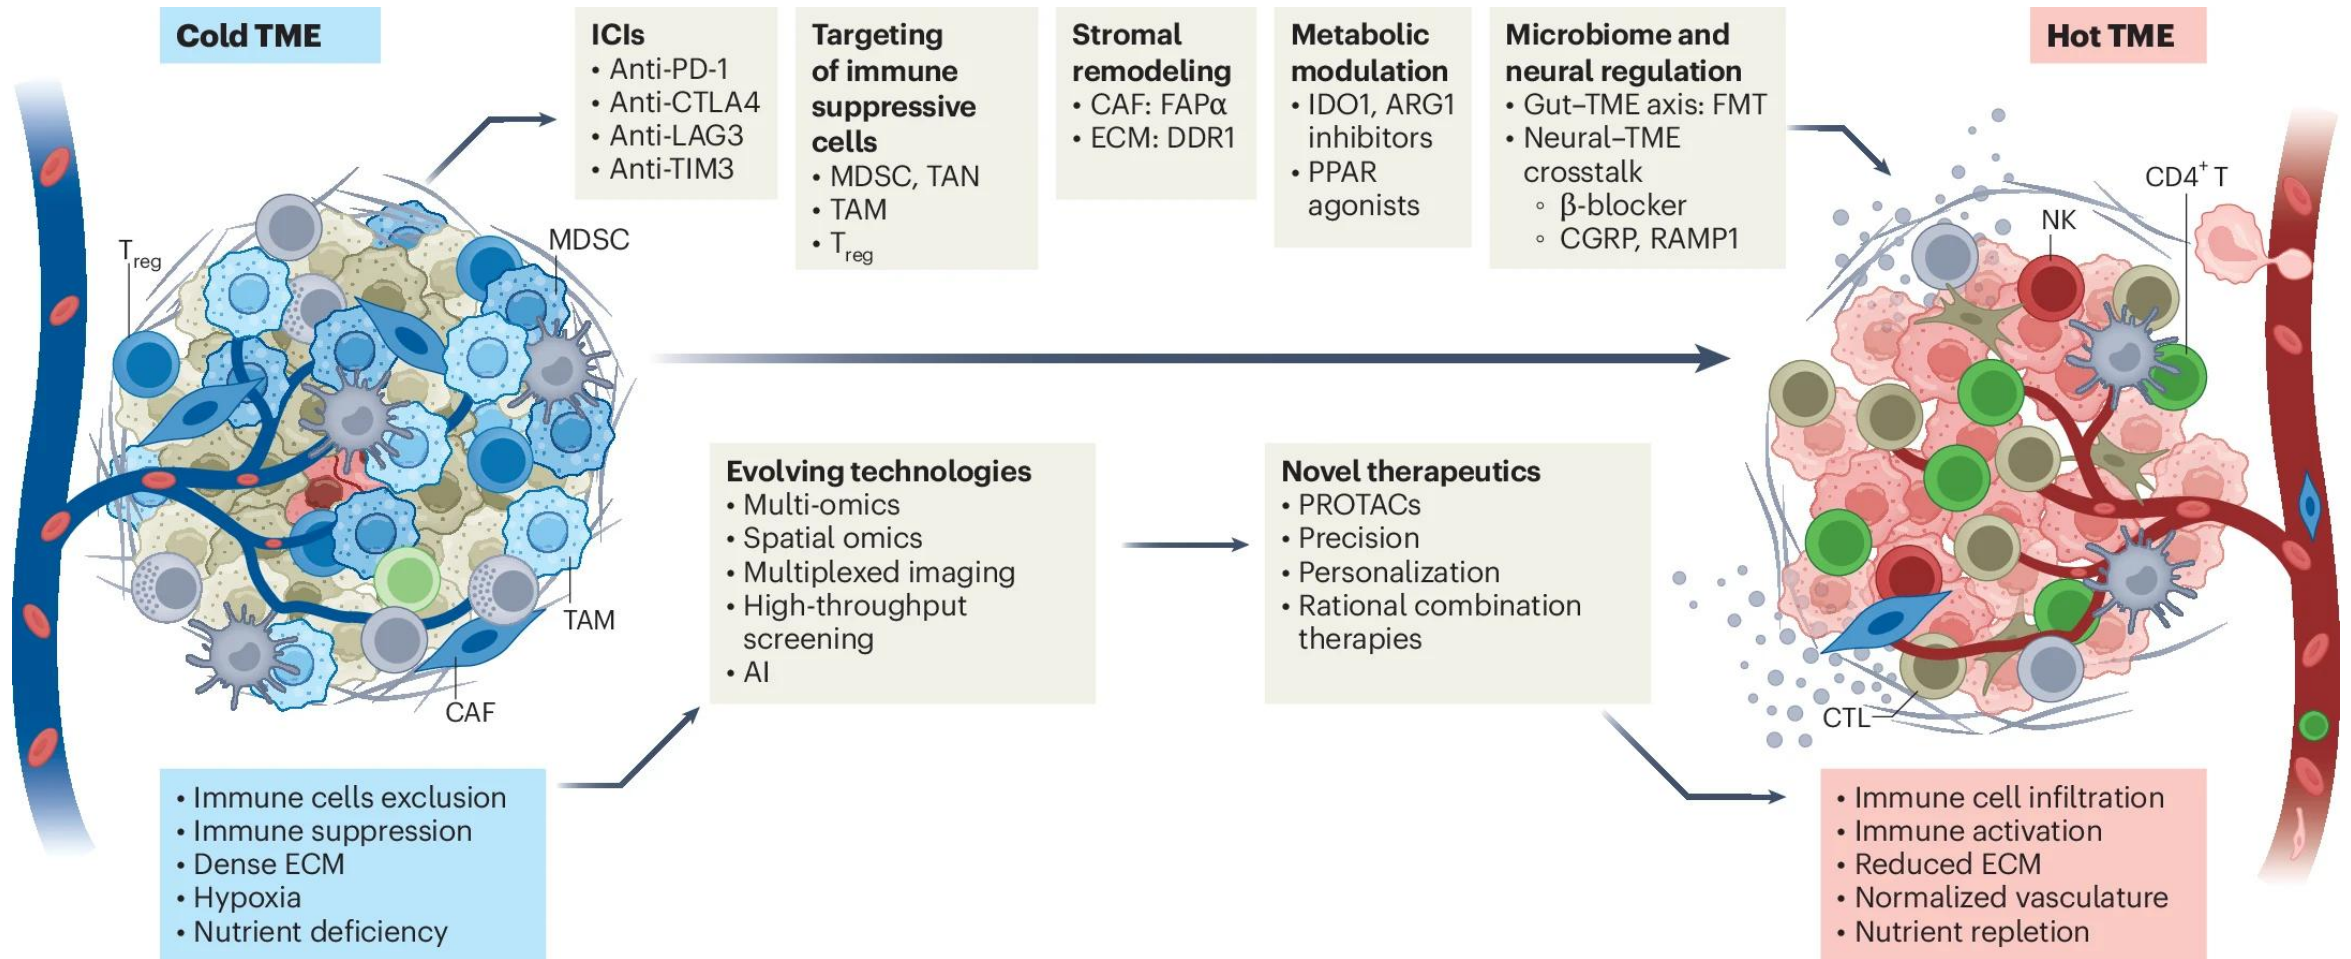 Cold TME
ICIs
• Anti-PD-1
• Anti-CTLA4
• Anti-LAG3
• Anti-TIM3
Targeting
of immune
suppressive
cells
• MDSC, TAN
• TAM
• Treg
Stromal
remodeling
• CAF: FAPα
• ECM: DDR1
Metabolic
modulation
• IDO1, ARG1
inhibitors
• PPAR
agonists
Microbiome and
neural regulation
• Gut–TME axis: FMT
• Neural–TME
crosstalk
◦ β-blocker
◦ CGRP, RAMP1
Hot TME
Treg
MDSC
TAM
CAF
CD4⁺ T
NK
CTL
Evolving technologies
• Multi-omics
• Spatial omics
• Multiplexed imaging
• High-throughput
screening
• AI
Novel therapeutics
• PROTACs
• Precision
• Personalization
• Rational combination
therapies
• Immune cells exclusion
• Immune suppression
• Dense ECM
• Hypoxia
• Nutrient deficiency
• Immune cell infiltration
• Immune activation
• Reduced ECM
• Normalized vasculature
• Nutrient repletion